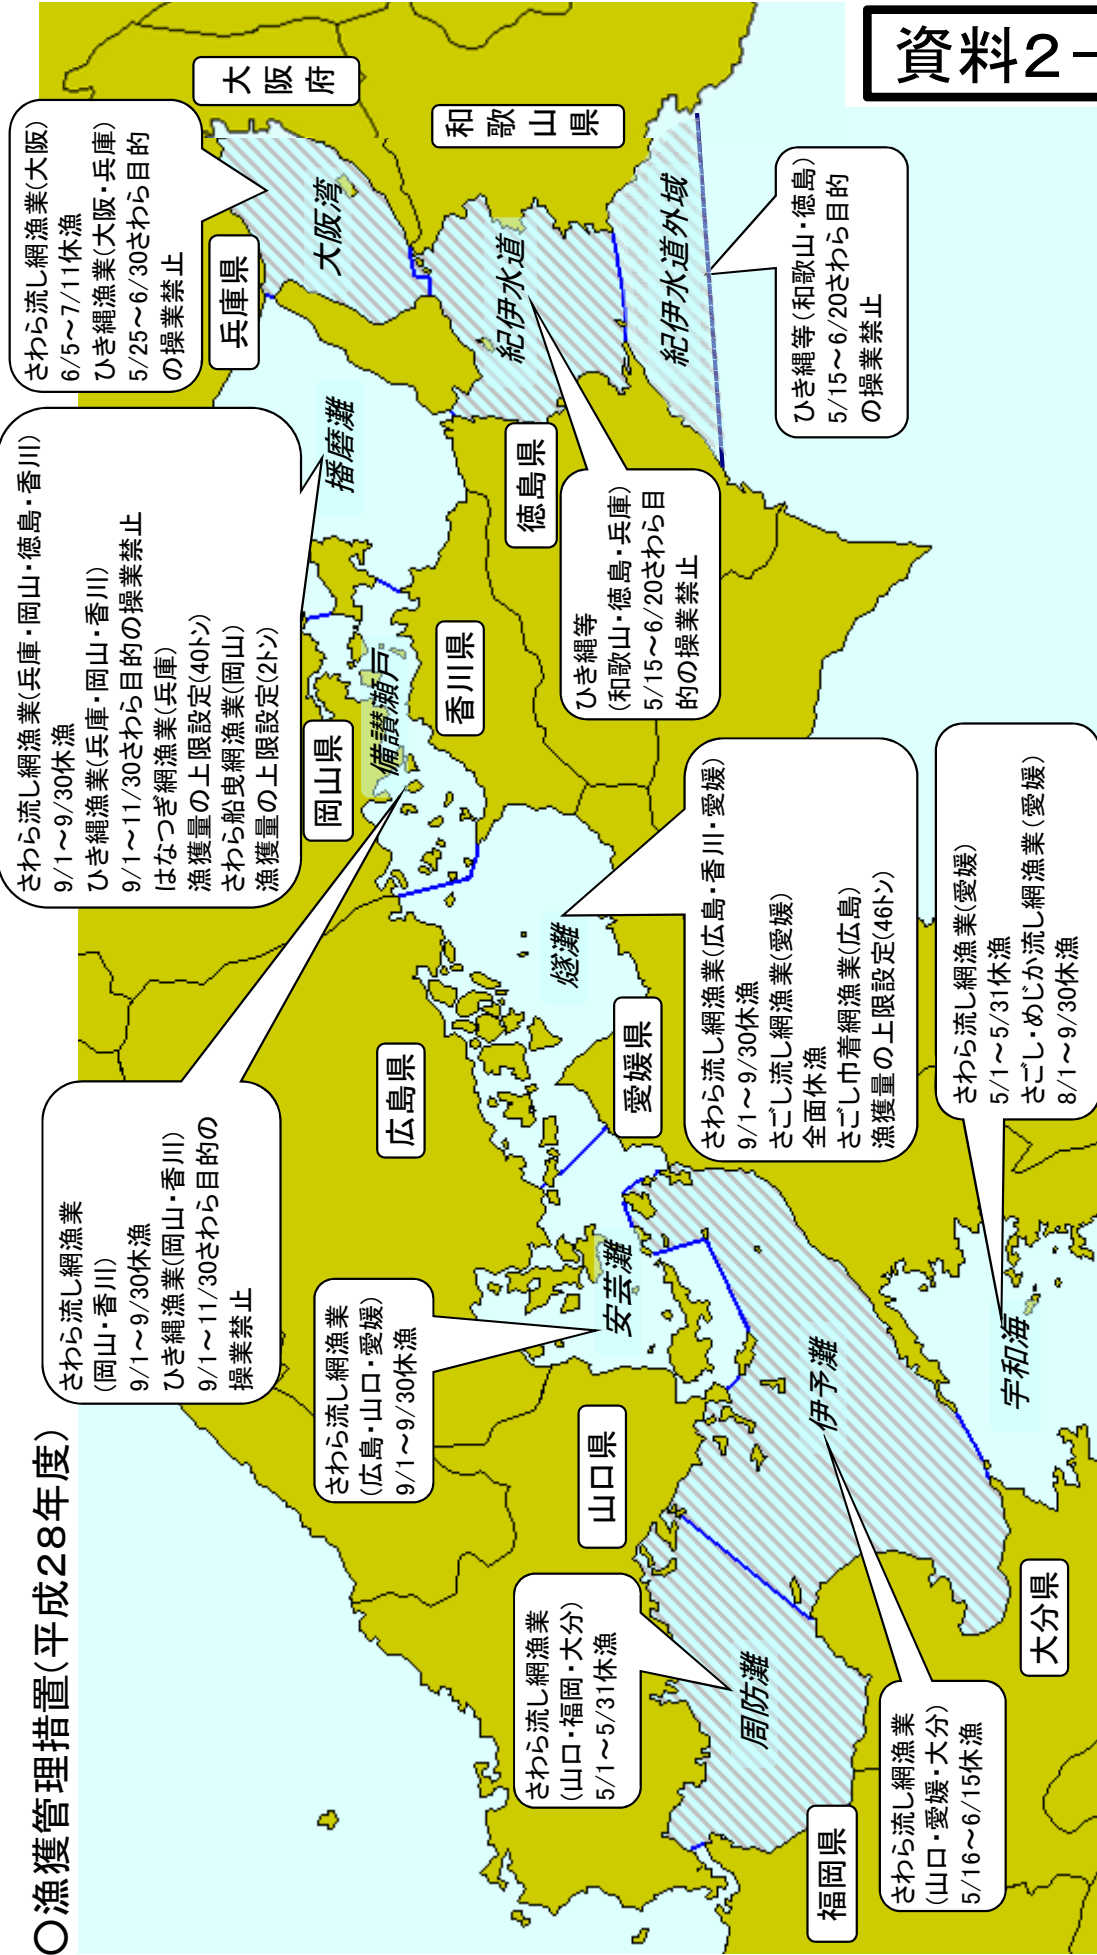 ○漁獲管理措置(平成28年度)
資料2－
さわら流し網漁業
(岡山・香川)
9/1～9/30休漁
ひき縄漁業(岡山・香川)
9/1～11/30さわら目的の
操業禁止
さわら流し網漁業(兵庫・岡山・徳島・香川)
9/1～9/30休漁
ひき縄漁業(兵庫・岡山・香川)
9/1～11/30さわら目的の操業禁止
はなつぎ網漁業(兵庫)
漁獲量の上限設定(40トン)
さわら船曳網漁業(岡山)
漁獲量の上限設定(2トン)
さわら流し網漁業(大阪)
6/5～7/11休漁
ひき縄漁業(大阪・兵庫)
5/25～6/30さわら目的
の操業禁止
大阪府
兵庫県
大阪湾
和歌山県
播磨灘
岡山県
備讃瀬戸
香川県
徳島県
紀伊水道
紀伊水道外域
さわら流し網漁業
(広島・山口・愛媛)
9/1～9/30休漁
広島県
燧灘
安芸灘
愛媛県
ひき縄等
(和歌山・徳島・兵庫)
5/15～6/20さわら目
的の操業禁止
ひき縄等(和歌山・徳島)
5/15～6/20さわら目的
の操業禁止
さわら流し網漁業
(山口・福岡・大分)
5/1～5/31休漁
山口県
周防灘
伊予灘
さわら流し網漁業(広島・香川・愛媛)
9/1～9/30休漁
さごし流し網漁業(愛媛)
全面休漁
さごし巾着網漁業(広島)
漁獲量の上限設定(46トン)
福岡県
さわら流し網漁業
(山口・愛媛・大分)
5/16～6/15休漁
大分県
宇和海
さわら流し網漁業(愛媛)
5/1～5/31休漁
さごし・めじか流し網漁業(愛媛)
8/1～9/30休漁